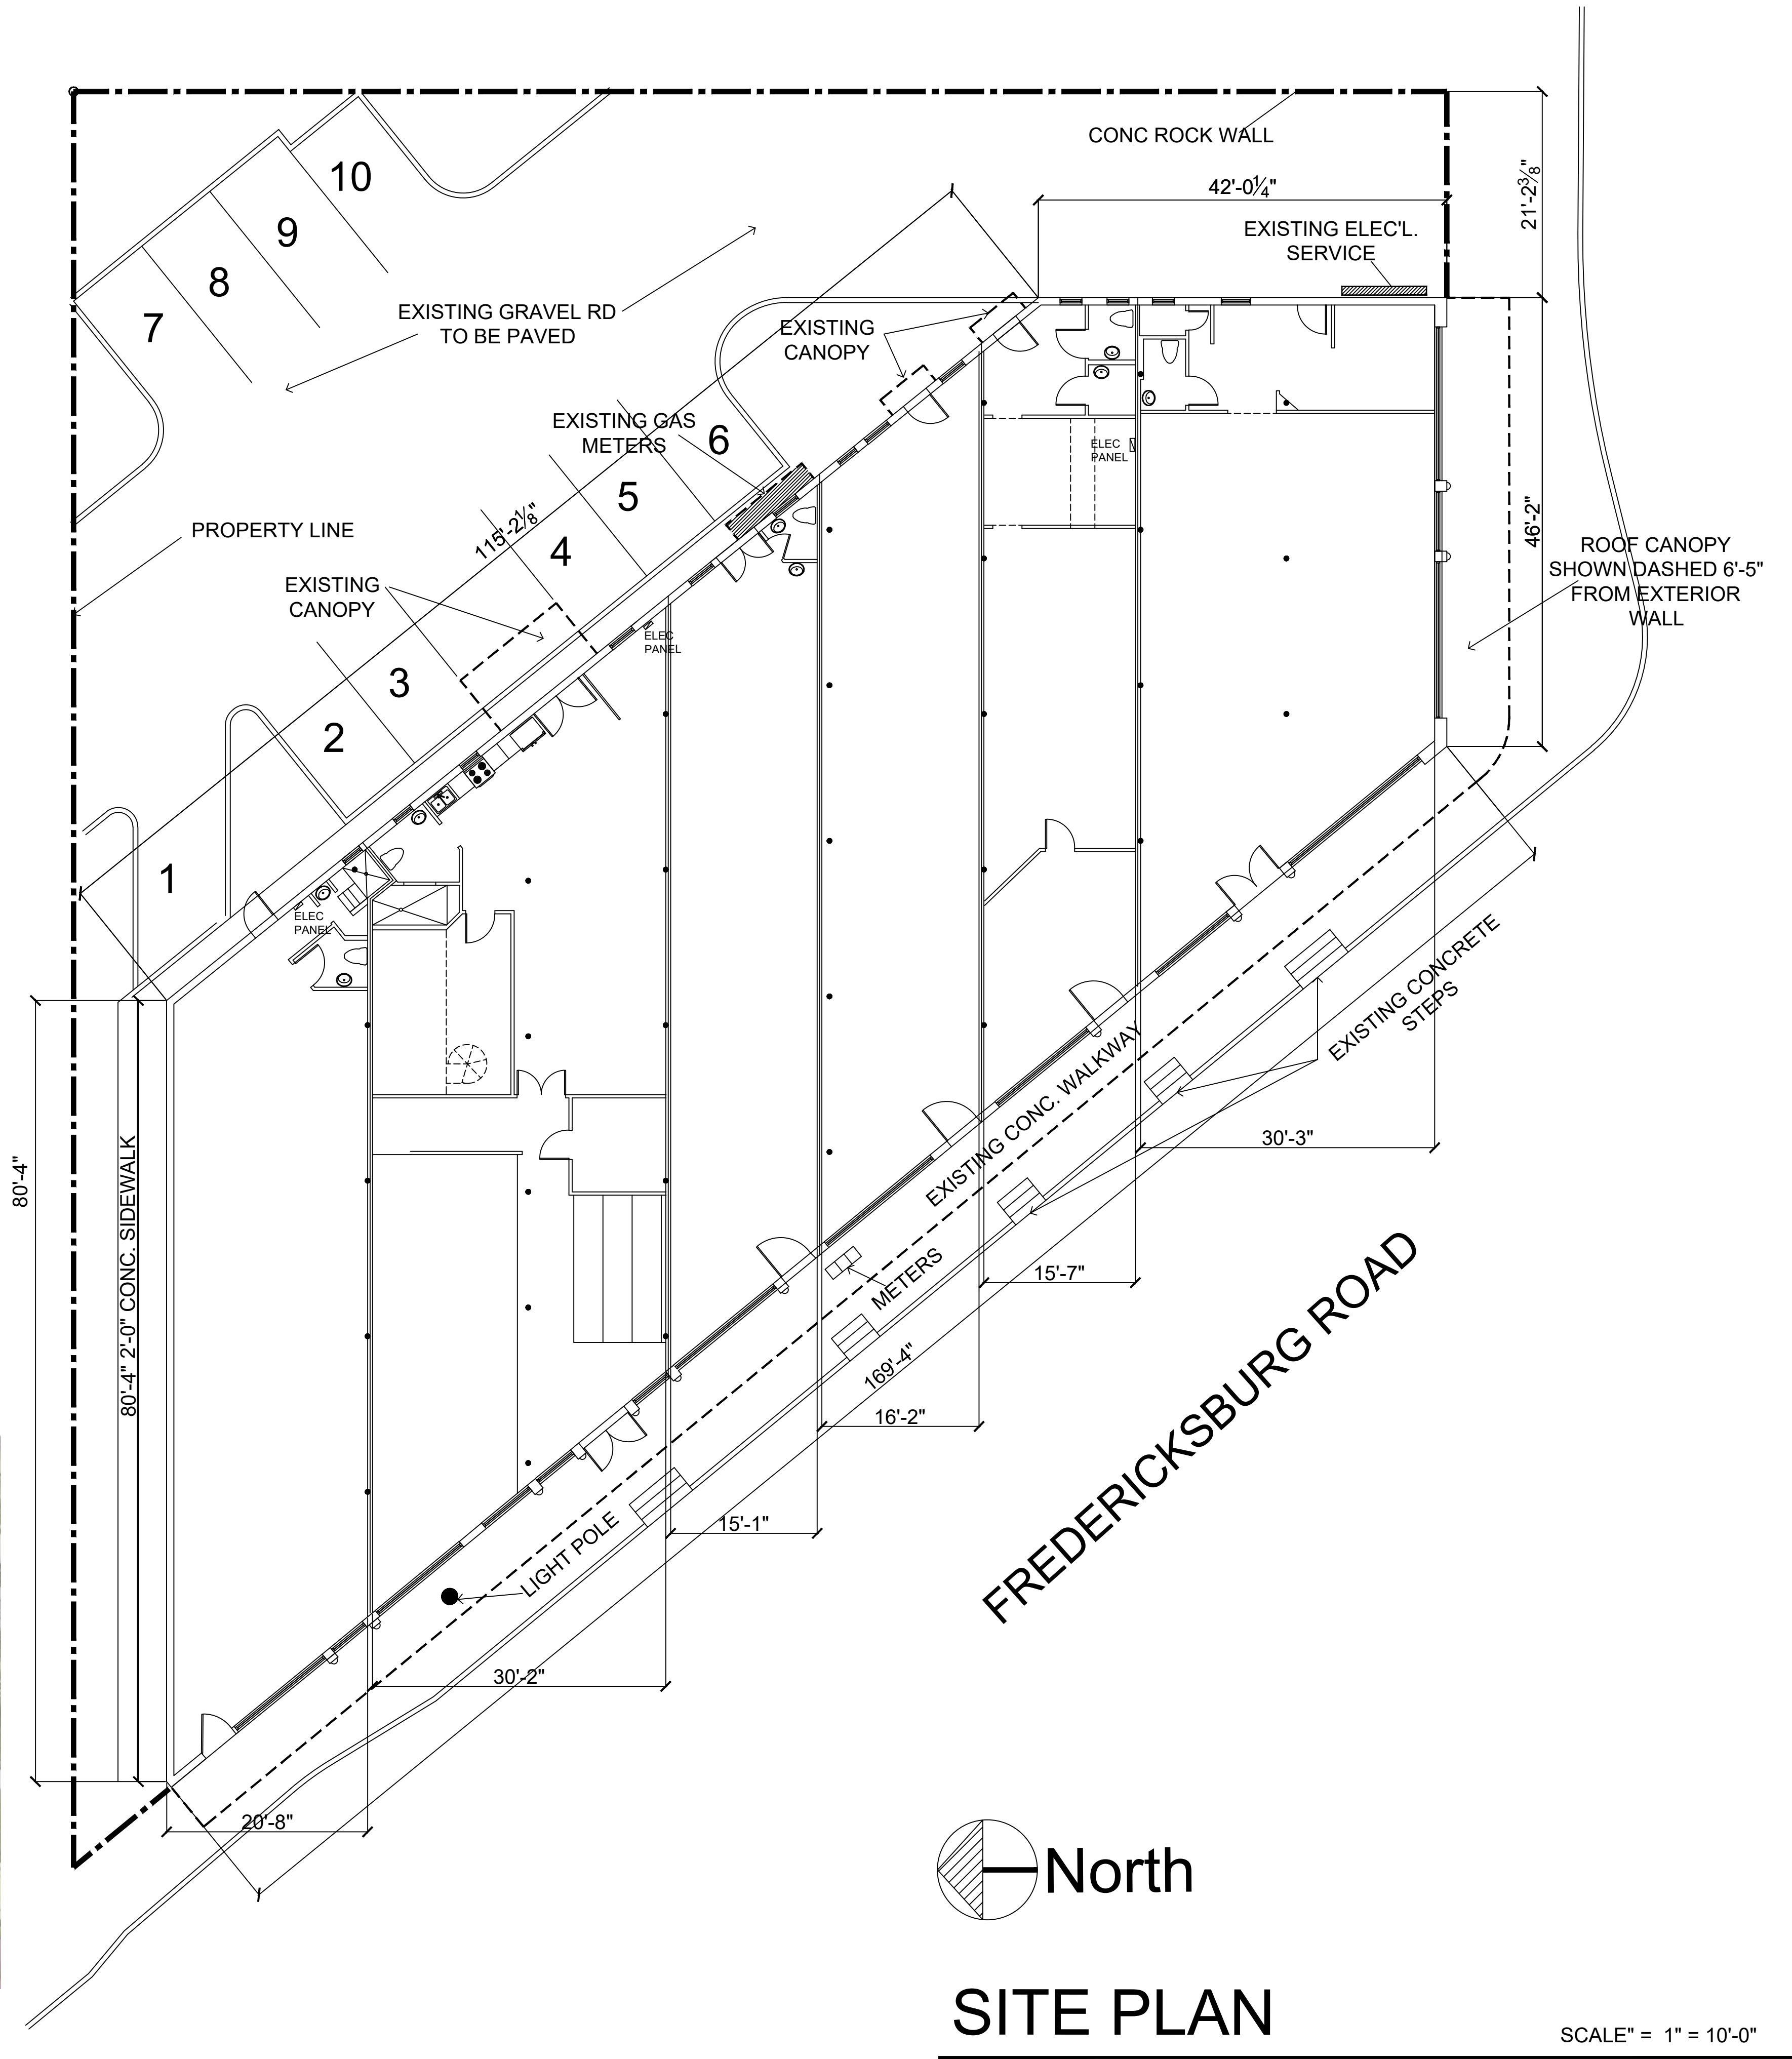 CONC ROCK WALL
10
42'-0¼"
21'-2⅜"
9
EXISTING ELEC'L.
SERVICE
8
7
EXISTING GRAVEL RD
TO BE PAVED
EXISTING
CANOPY
EXISTING GAS
METERS
6
ELEC
PANEL
5
PROPERTY LINE
115'-2⅛"
4
46'-2"
ROOF CANOPY
SHOWN DASHED 6'-5"
FROM EXTERIOR
WALL
EXISTING
CANOPY
ELEC
PANEL
3
2
1
ELEC
PANEL
EXISTING CONCRETE
STEPS
EXISTING CONC. WALKWAY
30'-3"
80'-4"
80'-4" 2'-0" CONC. SIDEWALK
METERS
15'-7"
169'-4"
16'-2"
FREDERICKSBURG ROAD
15'-1"
LIGHT POLE
30'-2"
20'-8"
North
SITE PLAN
SCALE" = 1" = 10'-0"